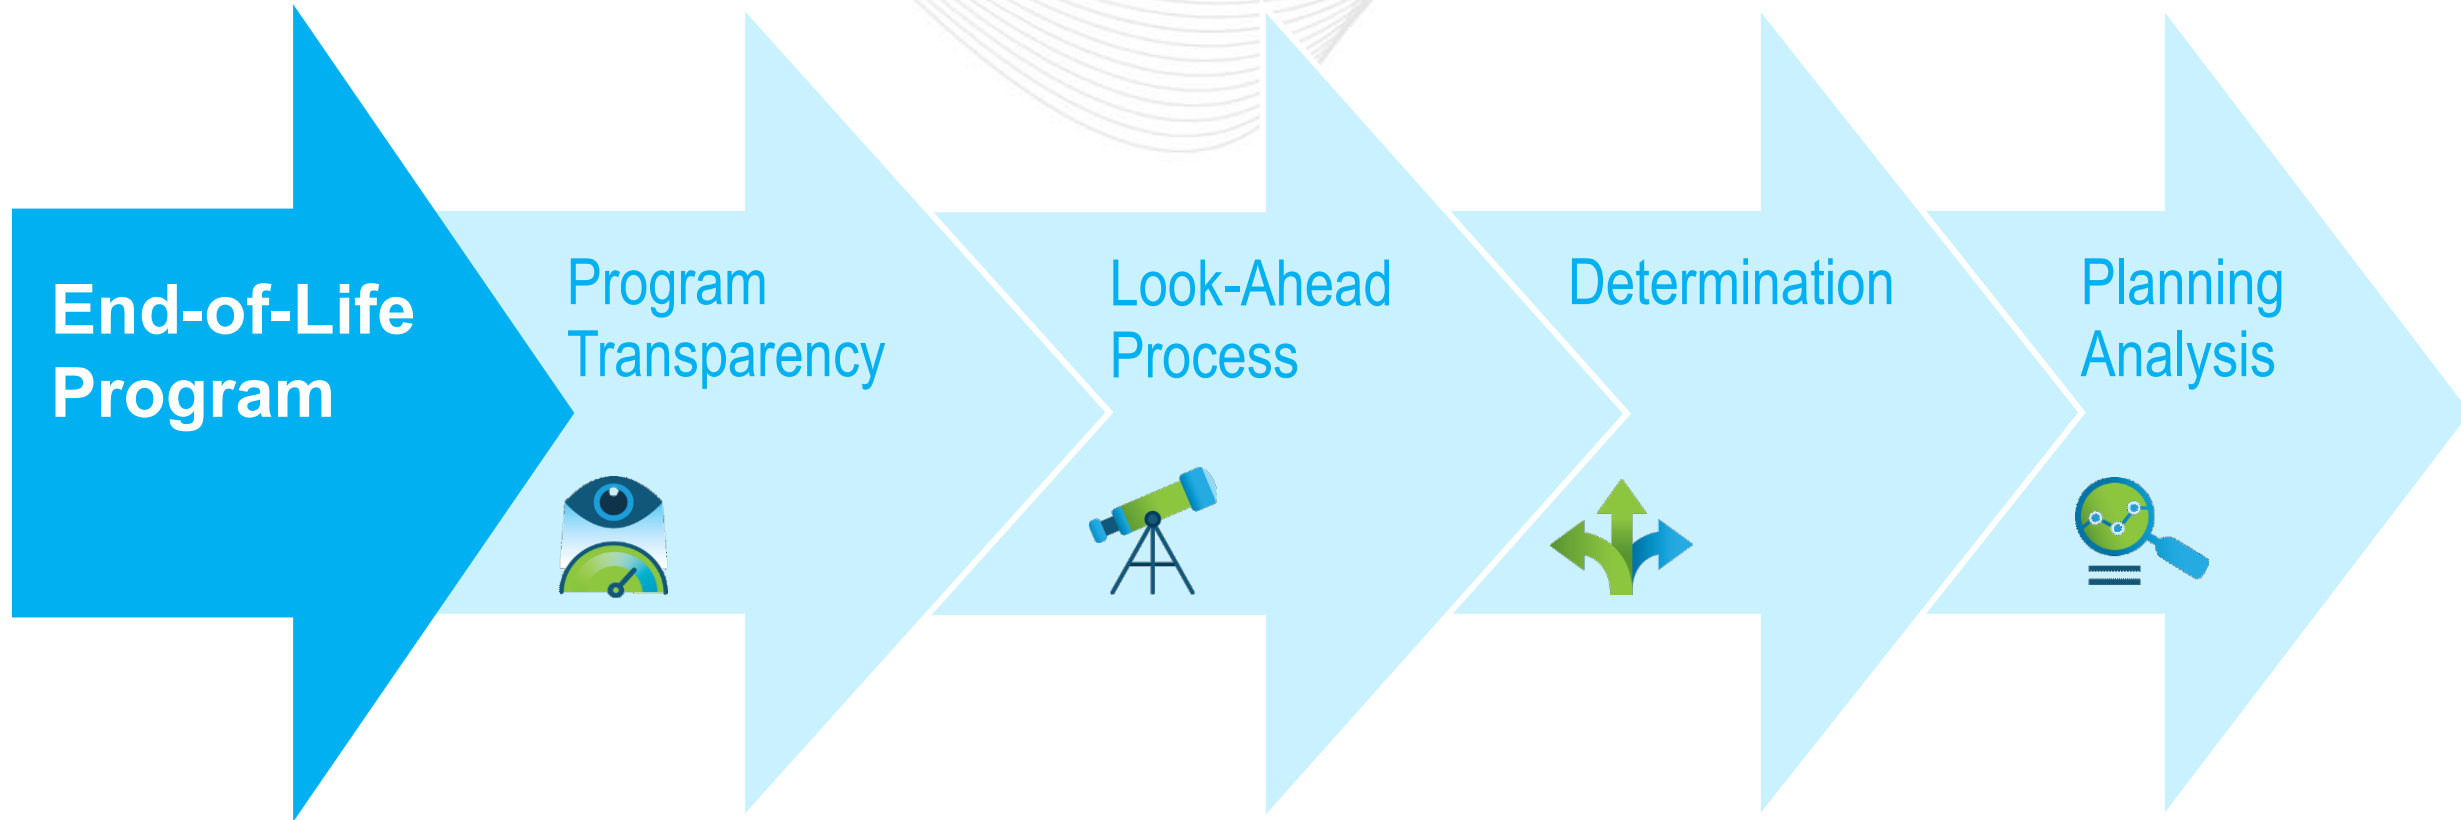 End-of-Life
Program
Program
Transparency
Look-Ahead
Process
Determination
Planning
Analysis